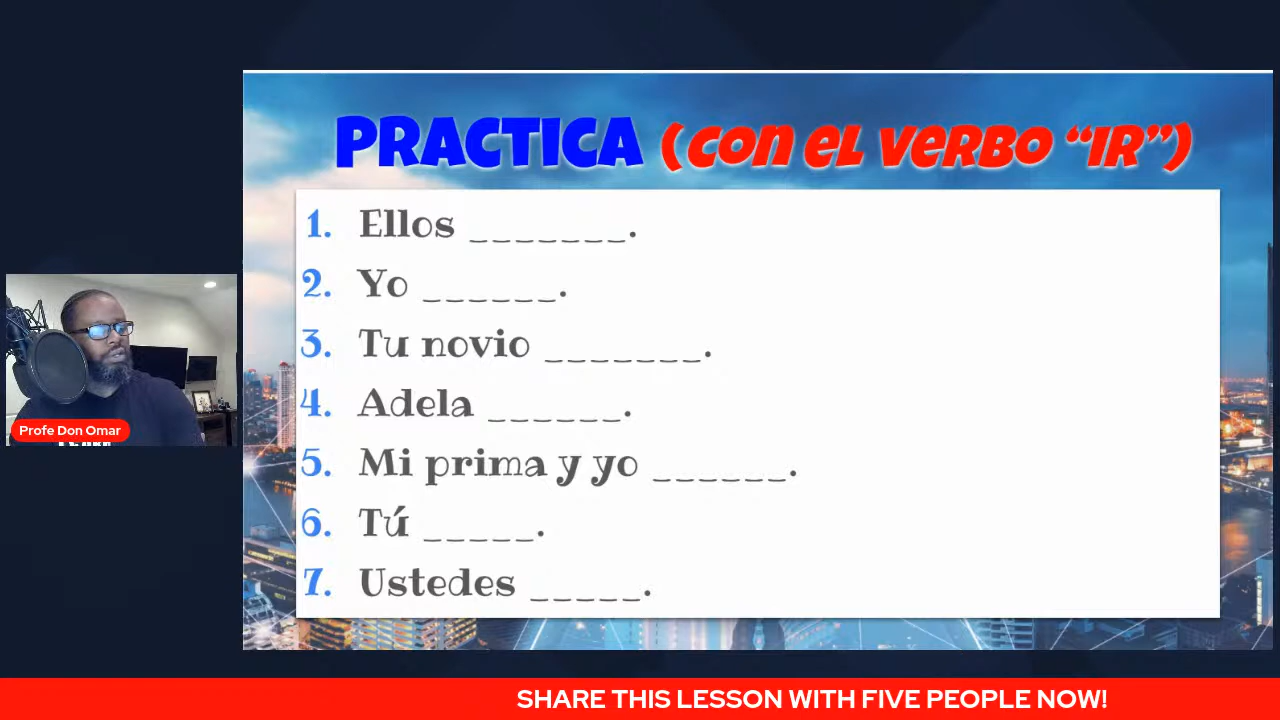 PRACTICA (CON EL VERBO “IR”)
1. Ellos _______.
2. Yo ______.
3. Tu novio _______.
4. Adela ______.
5. Mi prima y yo ______.
6. Tú _____.
7. Ustedes _____.
Profe Don Omar
SHARE THIS LESSON WITH FIVE PEOPLE NOW!